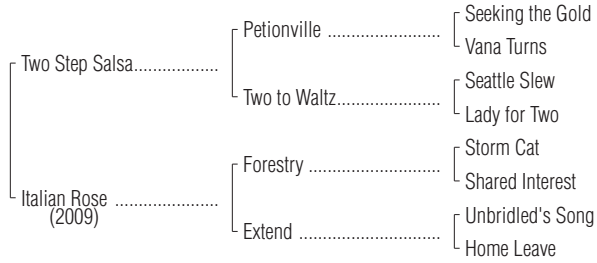 Seeking the Gold
Petionville ..................
Vana Turns
Two Step Salsa.................
Seattle Slew
Two to Waltz.................
Lady for Two
Storm Cat
Forestry .....................
Shared Interest
Italian Rose .................
(2009)
Unbridled's Song
Extend .......................
Home Leave